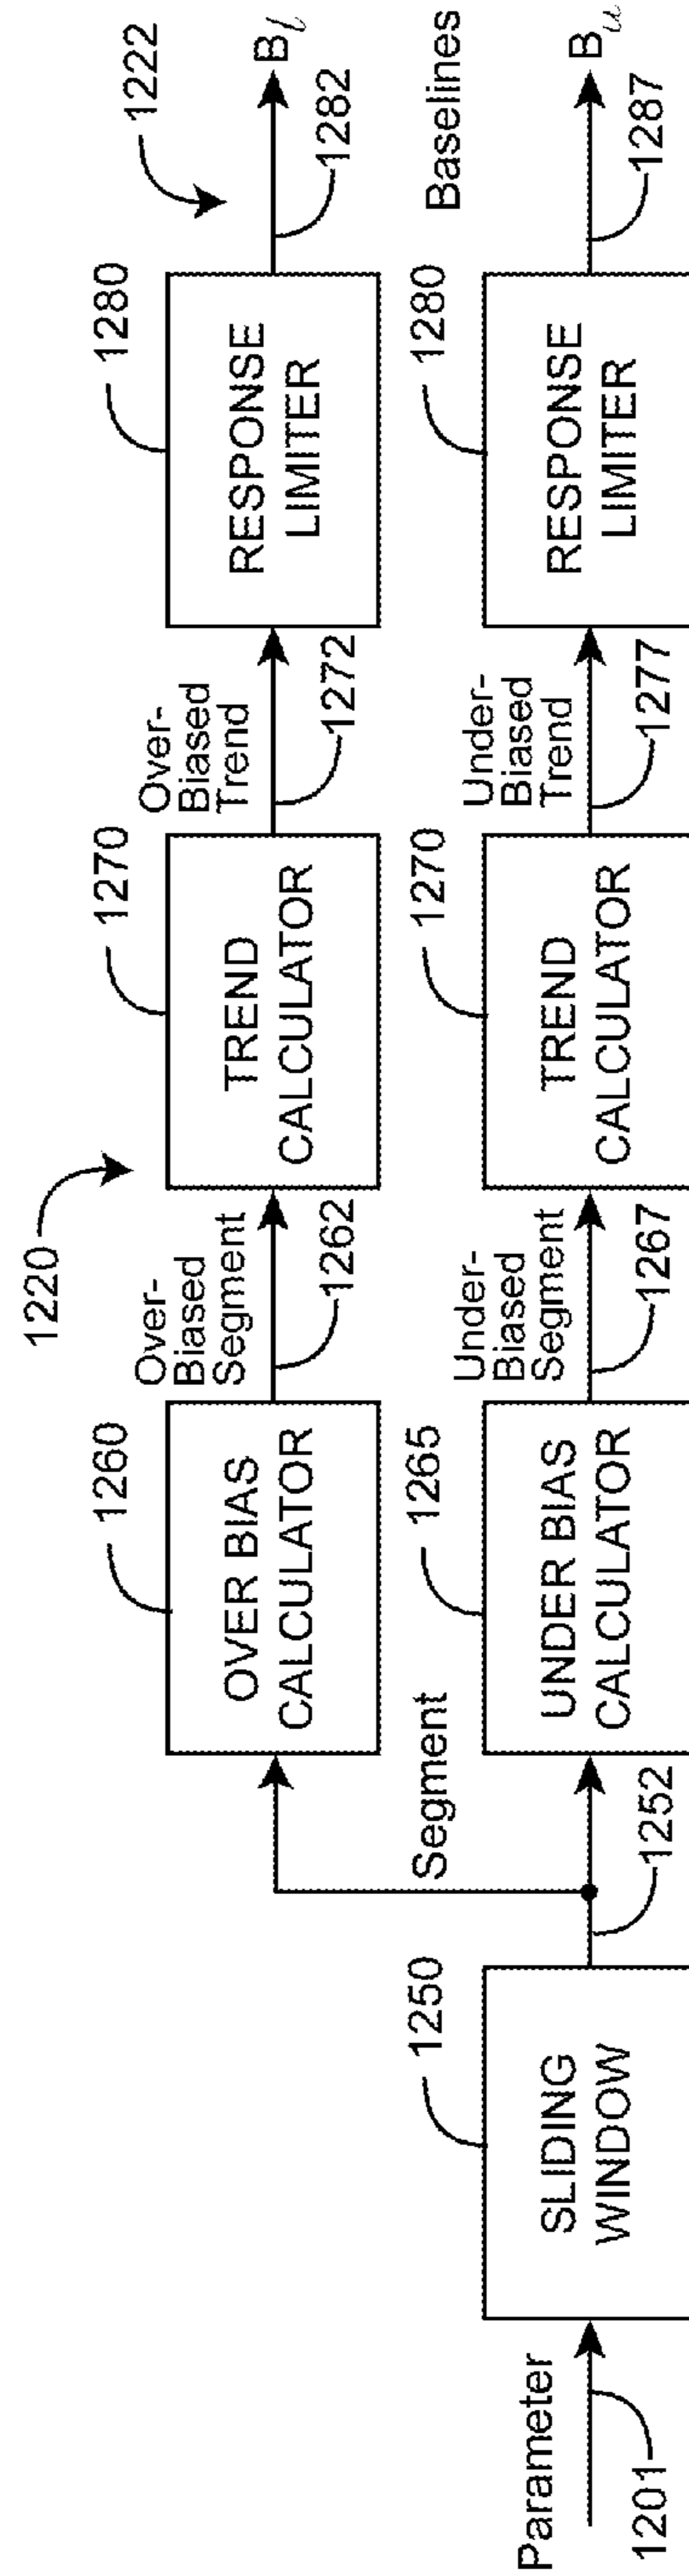 1220
1222
1260
1270
1280
OVER BIAS
CALCULATOR
Over-
Biased
Segment
1262
TREND
CALCULATOR
Over-
Biased
Trend
1272
RESPONSE
LIMITER
1282
Bl
Segment
Baselines
1250
1265
1270
1280
Parameter
1201
SLIDING
WINDOW
1252
UNDER BIAS
CALCULATOR
Under-
Biased
Segment
1267
TREND
CALCULATOR
Under-
Biased
Trend
1277
RESPONSE
LIMITER
1287
Bu